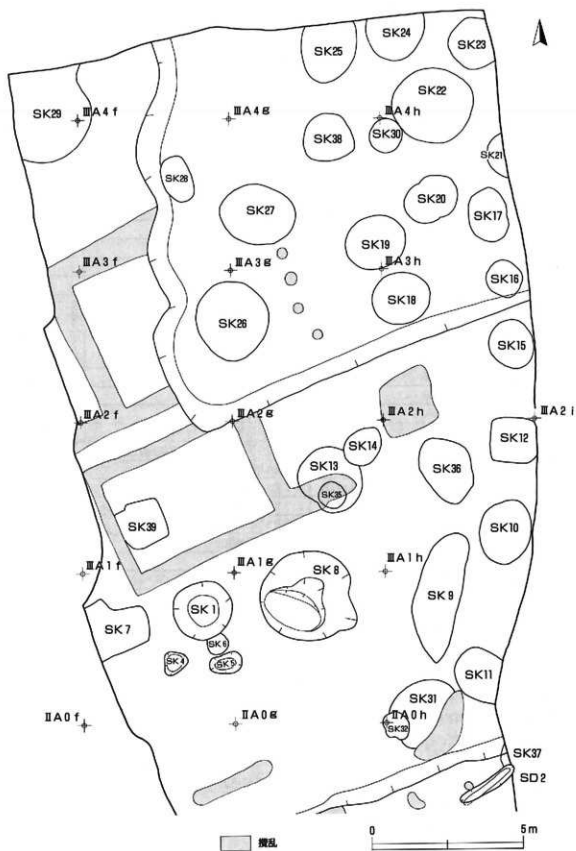 SK25
SK24
SK23
SK29
ⅢA4f
ⅢA4g
ⅢA4h
SK22
SK38
SK30
SK21
SK28
SK27
SK20
SK17
SK19
ⅢA3f
ⅢA3g
ⅢA3h
SK16
SK26
SK18
SK15
ⅢA2f
ⅢA2g
ⅢA2h
ⅢA2i
SK14
SK12
SK13
SK36
SK35
SK39
SK10
ⅢA1f
ⅢA1g
SK8
ⅢA1h
SK9
SK7
SK1
SK6
SK4
SK5
SK11
SK31
ⅡA0f
ⅡA0g
ⅡA0h
SK32
SK37
SD2
攪乱
0
5m